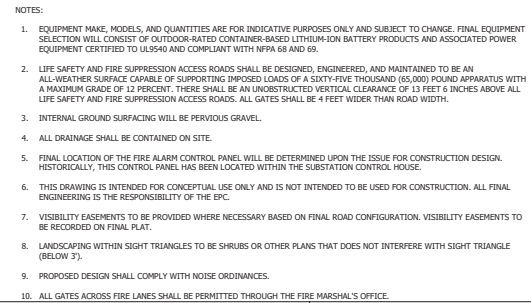 NOTES:
1. EQUIPMENT MAKE, MODELS, AND QUANTITIES ARE FOR INDICATIVE PURPOSES ONLY AND SUBJECT TO CHANGE. FINAL EQUIPMENT
SELECTION WILL CONSIST OF OUTDOOR-RATED CONTAINER-BASED LITHIUM-ION BATTERY PRODUCTS AND ASSOCIATED POWER
EQUIPMENT CERTIFIED TO UL9540 AND COMPLIANT WITH NFPA 68 AND 69.
2. LIFE SAFETY AND FIRE SUPPRESSION ACCESS ROADS SHALL BE DESIGNED, ENGINEERED, AND MAINTAINED TO BE AN
ALL-WEATHER SURFACE CAPABLE OF SUPPORTING IMPOSED LOADS OF A SIXTY-FIVE THOUSAND (65,000) POUND APPARATUS WITH
A MAXIMUM GRADE OF 12 PERCENT. THERE SHALL BE AN UNOBSTRUCTED VERTICAL CLEARANCE OF 13 FEET 6 INCHES ABOVE ALL
LIFE SAFETY AND FIRE SUPPRESSION ACCESS ROADS. ALL GATES SHALL BE 4 FEET WIDER THAN ROAD WIDTH.
3. INTERNAL GROUND SURFACING WILL BE PERVIOUS GRAVEL.
4. ALL DRAINAGE SHALL BE CONTAINED ON SITE.
5. FINAL LOCATION OF THE FIRE ALARM CONTROL PANEL WILL BE DETERMINED UPON THE ISSUE FOR CONSTRUCTION DESIGN.
HISTORICALLY, THIS CONTROL PANEL HAS BEEN LOCATED WITHIN THE SUBSTATION CONTROL HOUSE.
6. THIS DRAWING IS INTENDED FOR CONCEPTUAL USE ONLY AND IS NOT INTENDED TO BE USED FOR CONSTRUCTION. ALL FINAL
ENGINEERING IS THE RESPONSIBILITY OF THE EPC.
7. VISIBILITY EASEMENTS TO BE PROVIDED WHERE NECESSARY BASED ON FINAL ROAD CONFIGURATION. VISIBILITY EASEMENTS TO
BE RECORDED ON FINAL PLAT.
8. LANDSCAPING WITHIN SIGHT TRIANGLES TO BE SHRUBS OR OTHER PLANS THAT DOES NOT INTERFERE WITH SIGHT TRIANGLE
(BELOW 3').
9. PROPOSED DESIGN SHALL COMPLY WITH NOISE ORDINANCES.
10. ALL GATES ACROSS FIRE LANES SHALL BE PERMITTED THROUGH THE FIRE MARSHAL'S OFFICE.